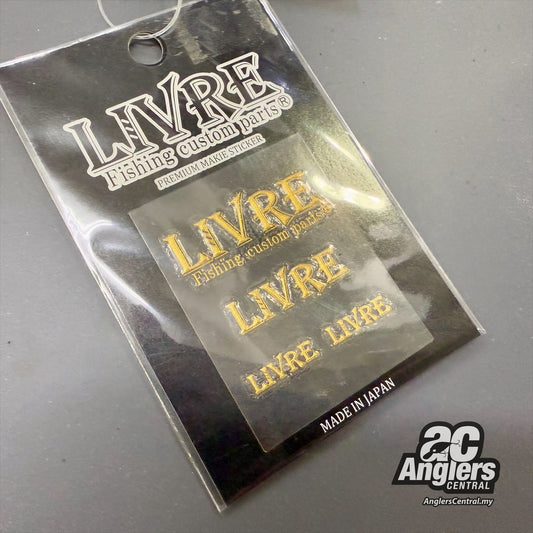 LIVRE
Fishiing custom parts®
PREMIUM MAKIE STICKER
LIVRE
Fishing custom parts®
LIVRE
LIVRE LIVRE
MADE IN JAPAN
ac
Anglers
CENTRAL
AnglersCentral.my